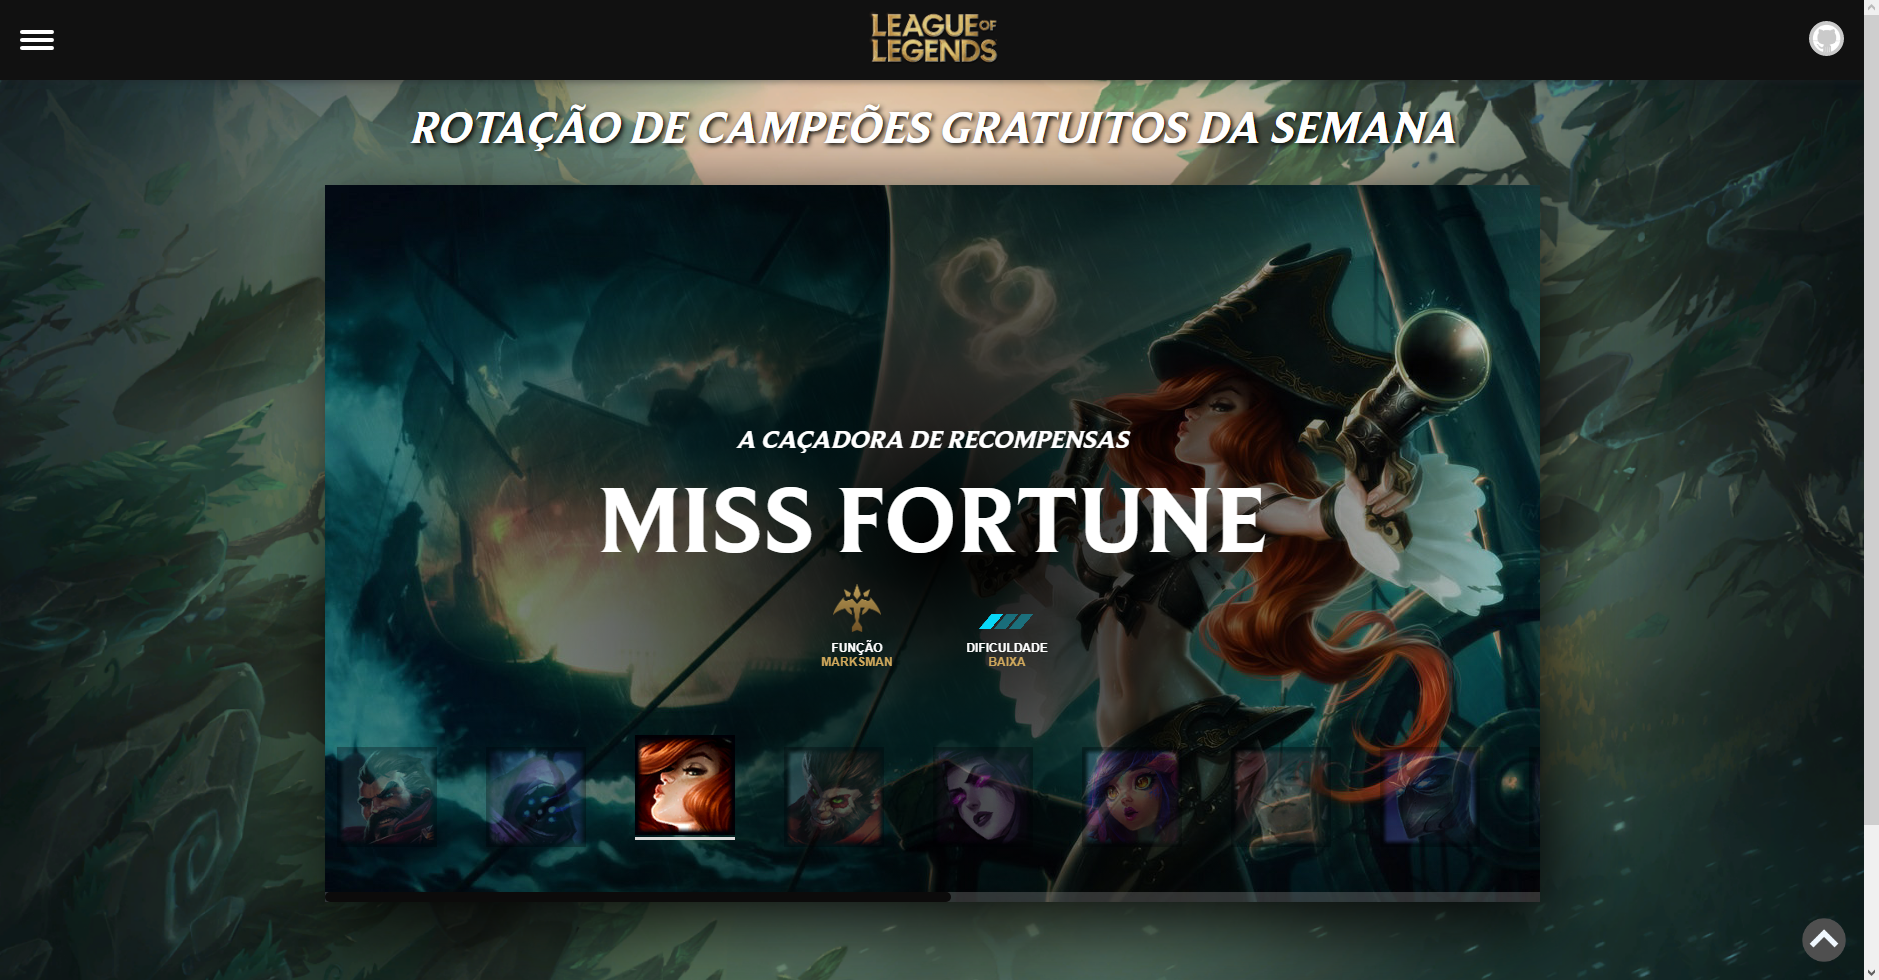 LEAGUE OF
LEGENDS
ROTAÇÃO DE CAMPEÕES GRATUITOS DA SEMANA
A CAÇADORA DE RECOMPENSAS
MISS FORTUNE
FUNÇÃO
MARKSMAN
DIFICULDADE
BAIXA